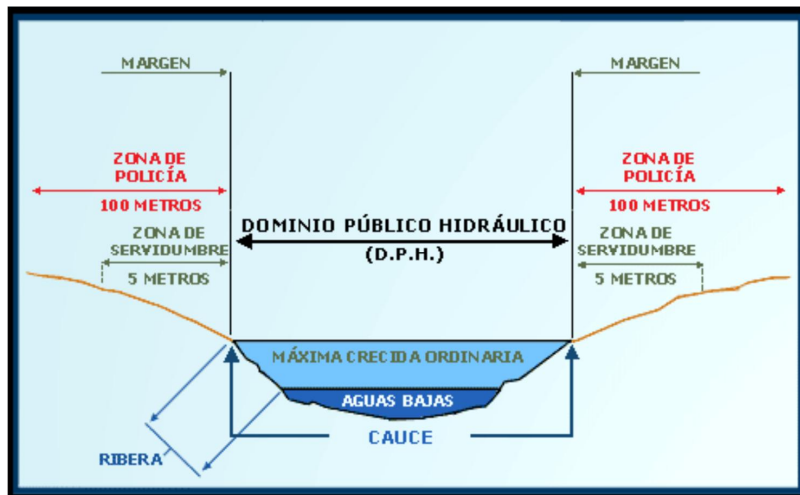 MARGEN
MARGEN
ZONA DE
POLICÍA
100 METROS
ZONA DE
POLICÍA
100 METROS
DOMINIO PÚBLICO HIDRÁULICO
(D.P.H.)
ZONA DE
SERVIDUMBRE
5 METROS
ZONA DE
SERVIDUMBRE
5 METROS
MÁXIMA CRECIDA ORDINARIA
AGUAS BAJAS
CAUCE
RIBERA